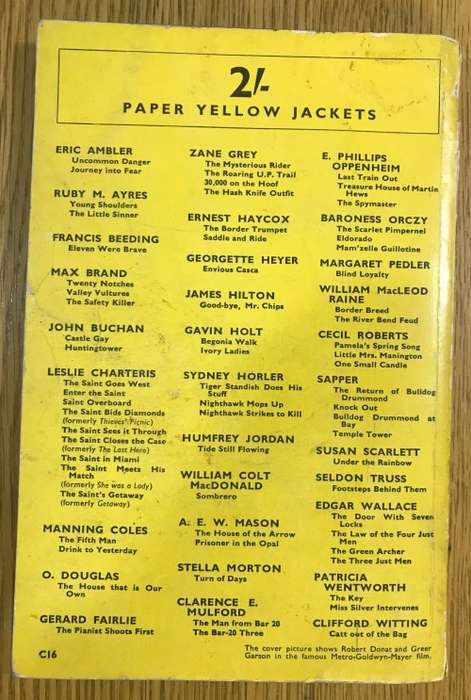 2/-
PAPER YELLOW JACKETS
ERIC AMBLER
Uncommon Danger
Journey into Fear
RUBY M. AYRES
Young Shoulders
The Little Sinner
FRANCIS BEEDING
Eleven Were Brave
MAX BRAND
Twenty Notches
Valley Vultures
The Safety Killer
JOHN BUCHAN
Castle Gay
Huntingtower
LESLIE CHARTERIS
The Saint Goes West
Enter the Saint
Saint Overboard
The Saint Bids Diamonds
(formerly Thieves' Picnic)
The Saint Sees it Through
The Saint Closes the Case
(formerly The Last Hero)
The Saint in Miami
The Saint Meets His
Match
(formerly She was a Lady)
The Saint's Getaway
(formerly Getaway)
MANNING COLES
The Fifth Man
Drink to Yesterday
O. DOUGLAS
The House that is Our
Own
GERARD FAIRLIE
The Pianist Shoots First
ZANE GREY
The Mysterious Rider
The Roaring U.P. Trail
30,000 on the Hoof
The Hash Knife Outfit
ERNEST HAYCOX
The Border Trumpet
Saddle and Ride
GEORGETTE HEYER
Envious Casca
JAMES HILTON
Good-bye, Mr. Chips
GAVIN HOLT
Begonia Walk
Ivory Ladies
SYDNEY HORLER
Tiger Standish Does His
Stuff
Nighthawk Mops Up
Nighthawk Strikes to Kill
HUMFREY JORDAN
Tide Still Flowing
WILLIAM COLT
MacDONALD
Sombrero
A. E. W. MASON
The House of the Arrow
Prisoner in the Opal
STELLA MORTON
Turn of Days
CLARENCE E.
MULFORD
The Man from Bar 20
The Bar-20 Three
E. PHILLIPS
OPPENHEIM
Last Train Out
Treasure House of Martin
Hews
The Spymaster
BARONESS ORCZY
The Scarlet Pimpernel
Eldorado
Mam'zelle Guillotine
MARGARET PEDLER
Blind Loyalty
WILLIAM MacLEOD
RAINE
Border Breed
The River Bend Feud
CECIL ROBERTS
Pamela's Spring Song
Little Mrs. Manington
One Small Candle
SAPPER
The Return of Bulldog
Drummond
Knock Out
Bulldog Drummond at
Bay
Temple Tower
SUSAN SCARLETT
Under the Rainbow
SELDON TRUSS
Footsteps Behind Them
EDGAR WALLACE
The Door With Seven
Locks
The Law of the Four Just
Men
The Green Archer
The Three Just Men
PATRICIA
WENTWORTH
The Key
Miss Silver Intervenes
CLIFFORD WITTING
Catt out of the Bag
C16
The cover picture shows Robert Donat and Greer
Garson in the famous Metro-Goldwyn-Mayer film.